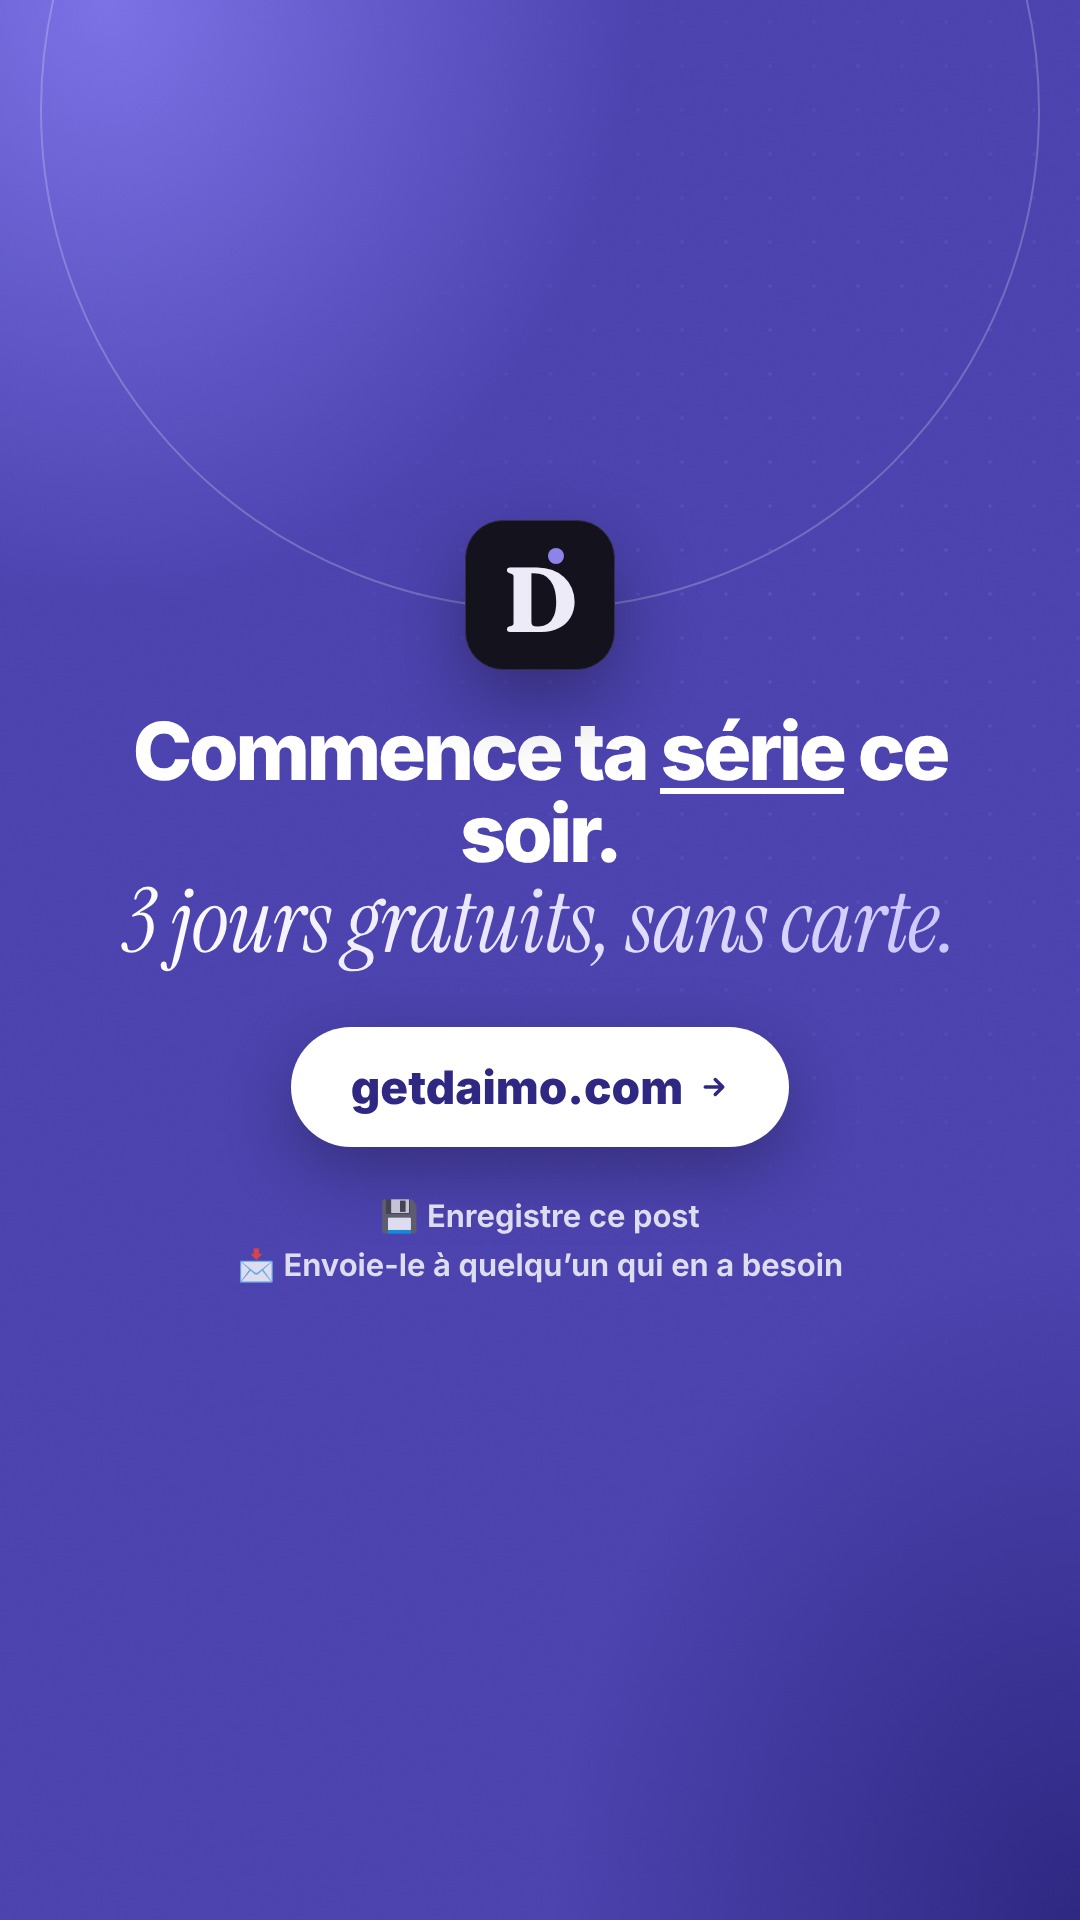 D
Commence ta série ce
soir.
3 jours gratuits, sans carte.
getdaimo.com →
💾 Enregistre ce post
📩 Envoie-le à quelqu’un qui en a besoin